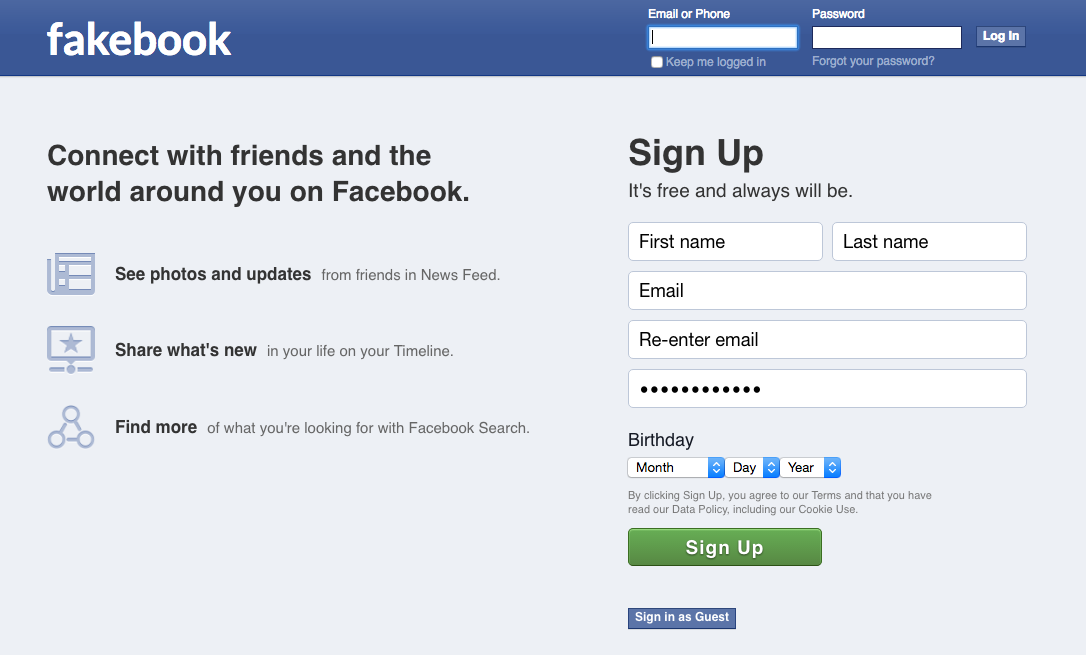 fakebook
Email or Phone
Password
Log In
Keep me logged in
Forgot your password?
Connect with friends and the
world around you on Facebook.
See photos and updates from friends in News Feed.
Share what's new in your life on your Timeline.
Find more of what you're looking for with Facebook Search.
Sign Up
It's free and always will be.
First name
Last name
Email
Re-enter email
••••••••••••
Birthday
Month
Day
Year
By clicking Sign Up, you agree to our Terms and that you have
read our Data Policy, including our Cookie Use.
Sign Up
Sign in as Guest